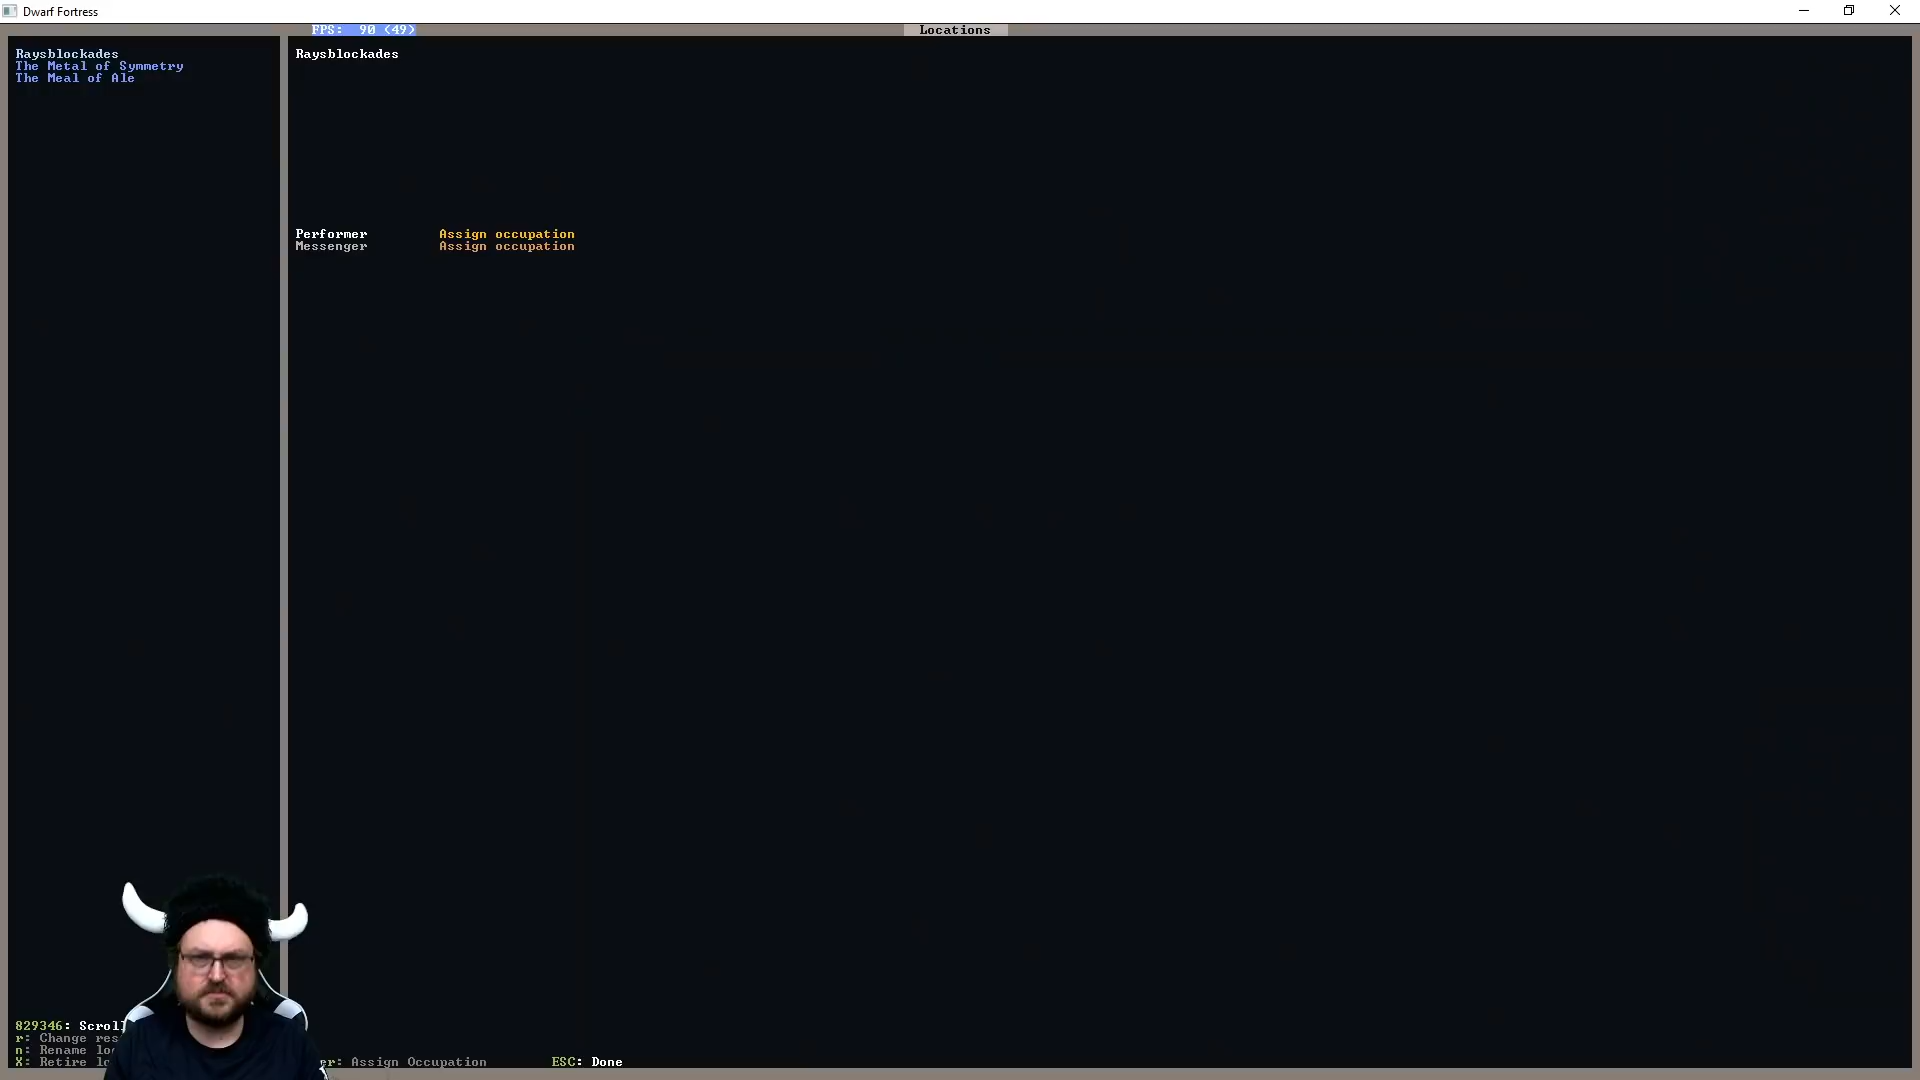 Dwarf Fortress
FPS: 90 (49)
Locations
Raysblockades
The Metal of Symmetry
The Meal of Ale
Raysblockades
Performer Assign occupation
Messenger Assign occupation
829346: Scroll
r: Change
n: Rename
X: Retire
Assign Occupation ESC: Done